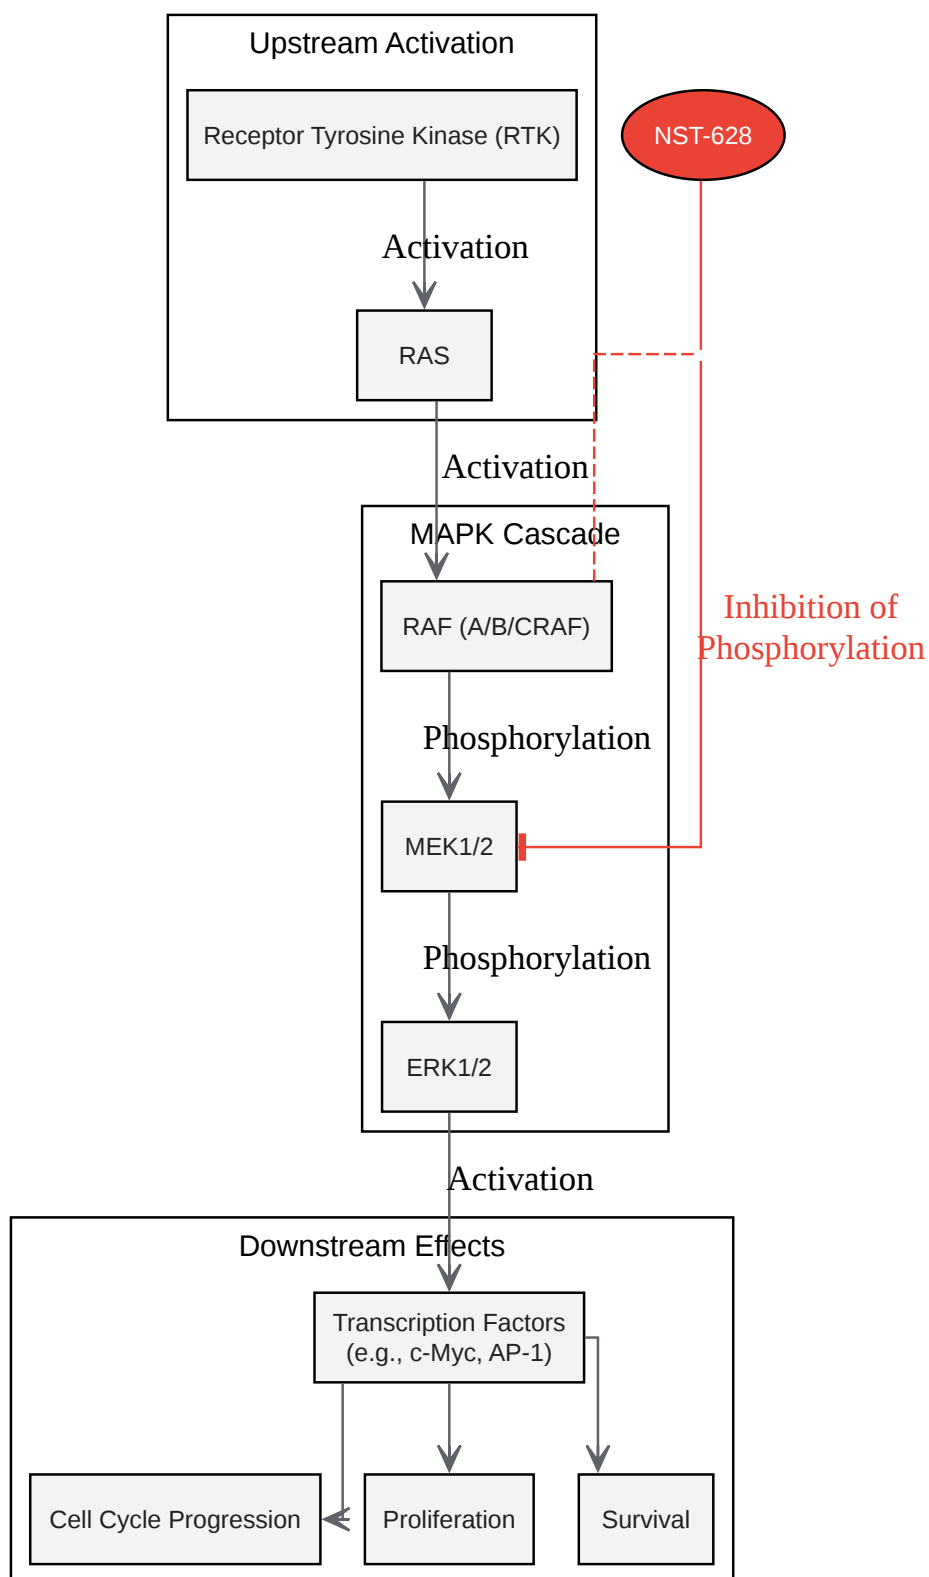 Upstream Activation
Receptor Tyrosine Kinase (RTK)
NST-628
Activation
RAS
Activation
MAPK Cascade
RAF (A/B/CRAF)
Inhibition of
Phosphorylation
Phosphorylation
MEK1/2
Phosphorylation
ERK1/2
Activation
Downstream Effects
Transcription Factors
(e.g., c-Myc, AP-1)
Cell Cycle Progression
Proliferation
Survival